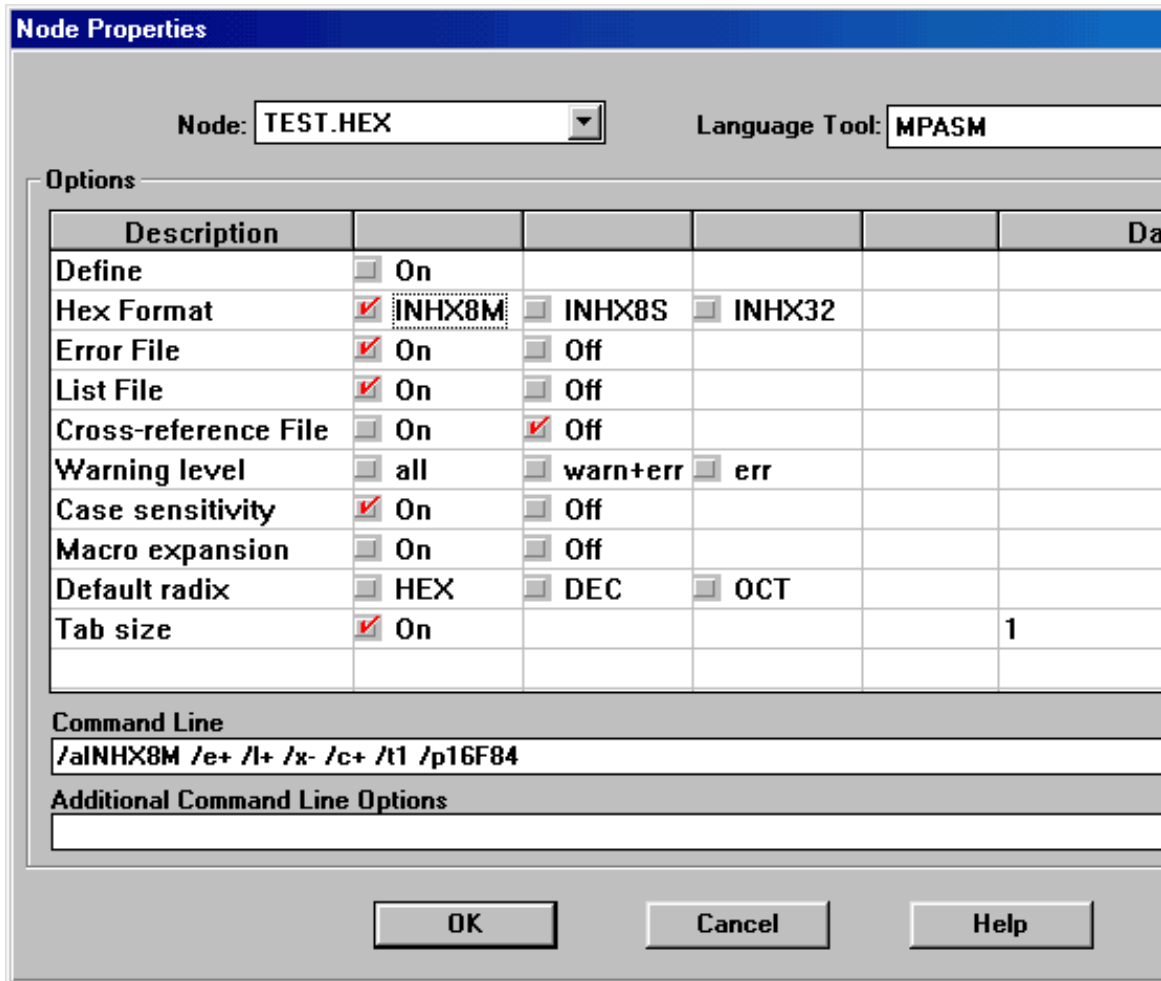 Node Properties
Node: TEST.HEX Language Tool: MPASM
Options
Description Da
Define On
Hex Format INHX8M INHX8S INHX32
Error File On Off
List File On Off
Cross-reference File On Off
Warning level all warn+err err
Case sensitivity On Off
Macro expansion On Off
Default radix HEX DEC OCT
Tab size On 1
Command Line
/aINHX8M /e+ /l+ /x- /c+ /t1 /p16F84
Additional Command Line Options
OK Cancel Help